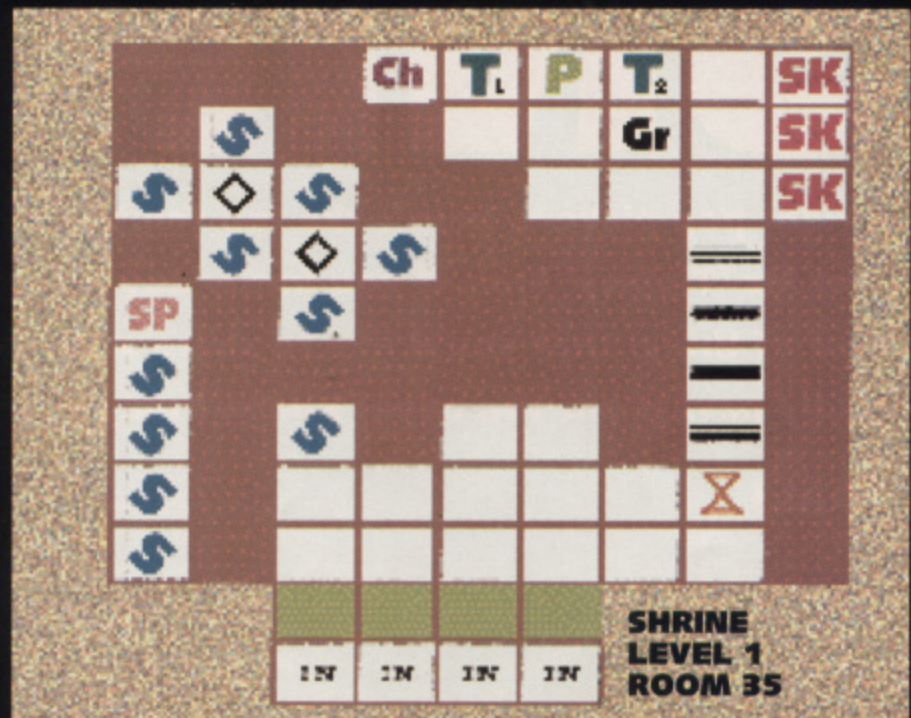 Ch T1 P T2 SK
S Gr SK
S S SK
S S
SP S
S
S S
S
S
IN IN IN IN
SHRINE
LEVEL 1
ROOM 35